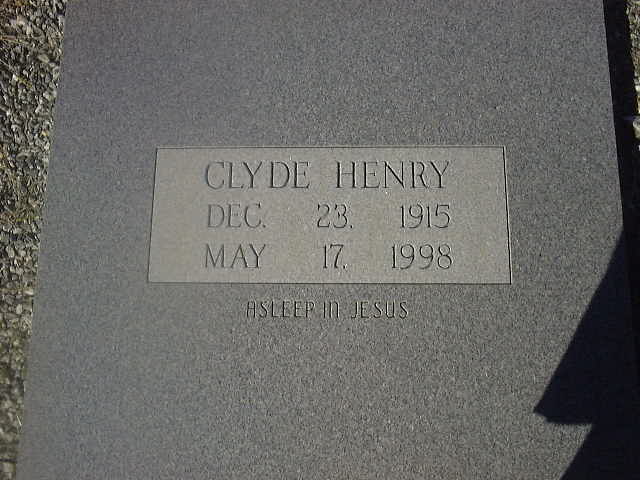 CLYDE HENRY
DEC. 23. 1915
MAY 17. 1998
ASLEEP IN JESUS